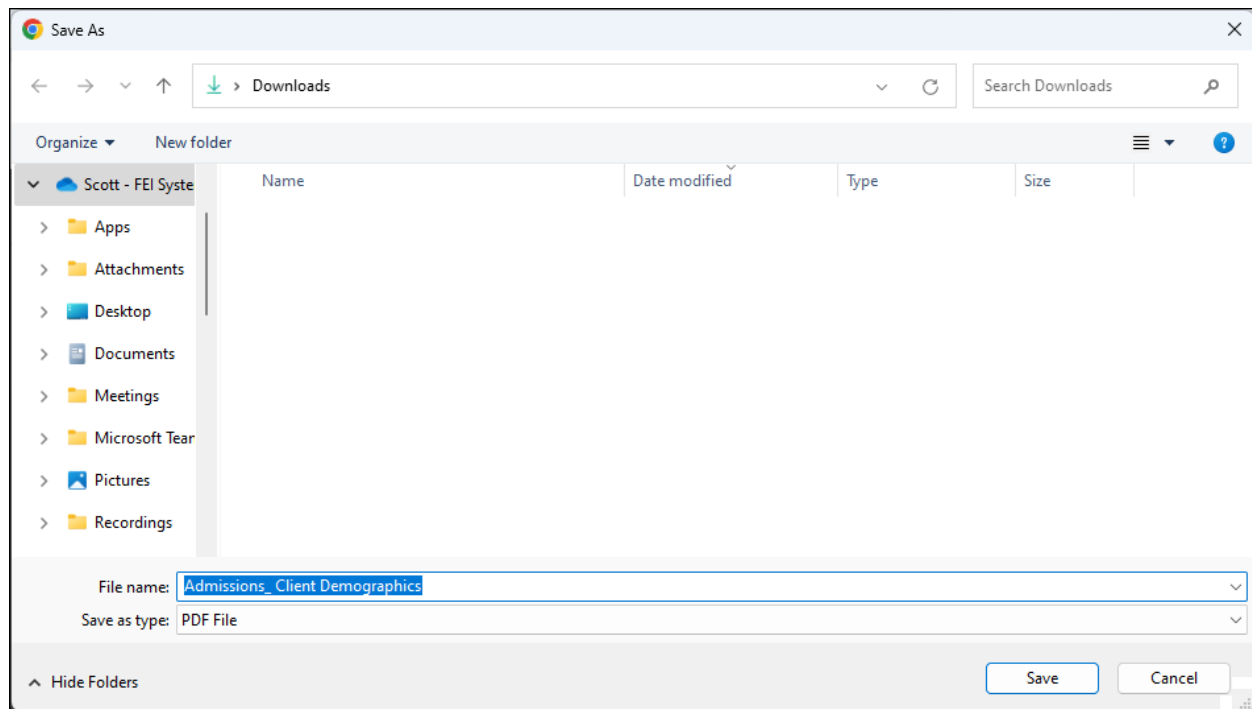 Save As
Downloads
Search Downloads
Organize
New folder
Name
Date modified
Type
Size
Scott - FEI Syste
Apps
Attachments
Desktop
Documents
Meetings
Microsoft Tear
Pictures
Recordings
File name: Admissions_ Client Demographics
Save as type: PDF File
Hide Folders
Save
Cancel